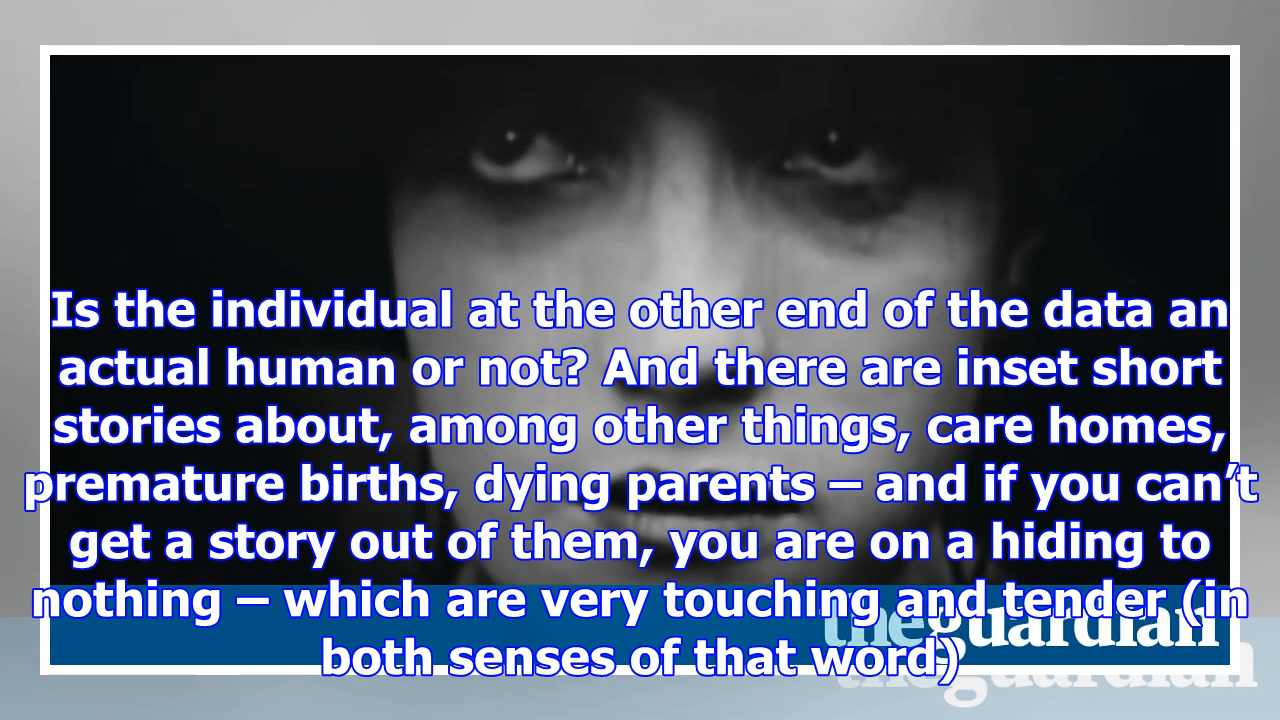 Is the individual at the other end of the data an
actual human or not? And there are inset short
stories about, among other things, care homes,
premature births, dying parents – and if you can’t
get a story out of them, you are on a hiding to
nothing – which are very touching and tender (in
both senses of that word)
theguardian
theguardian